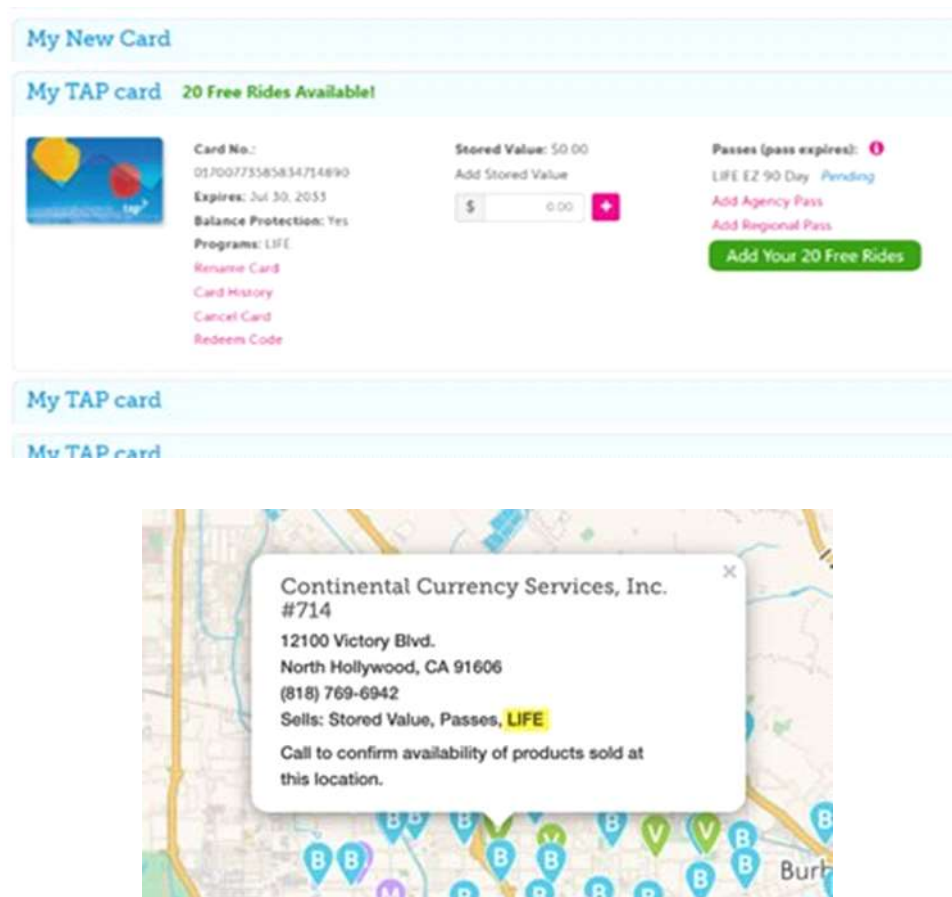 My New Card
My TAP card 20 Free Rides Available!
Card No.:
01700773585834714890
Expires: Jul 30, 2033
Balance Protection: Yes
Programs: LIFE
Rename Card
Card History
Cancel Card
Redeem Code
tap
Stored Value: $0.00
Add Stored Value
$ 0.00 +
Passes (pass expires):
LIFE EZ 90 Day Pending
Add Agency Pass
Add Regional Pass
Add Your 20 Free Rides
My TAP card
My TAP card
Continental Currency Services, Inc.
#714
12100 Victory Blvd.
North Hollywood, CA 91606
(818) 769-6942
Sells: Stored Value, Passes, LIFE
Call to confirm availability of products sold at
this location.
B B B V V B V V B B
B B M B B B B
B B B B
Burb